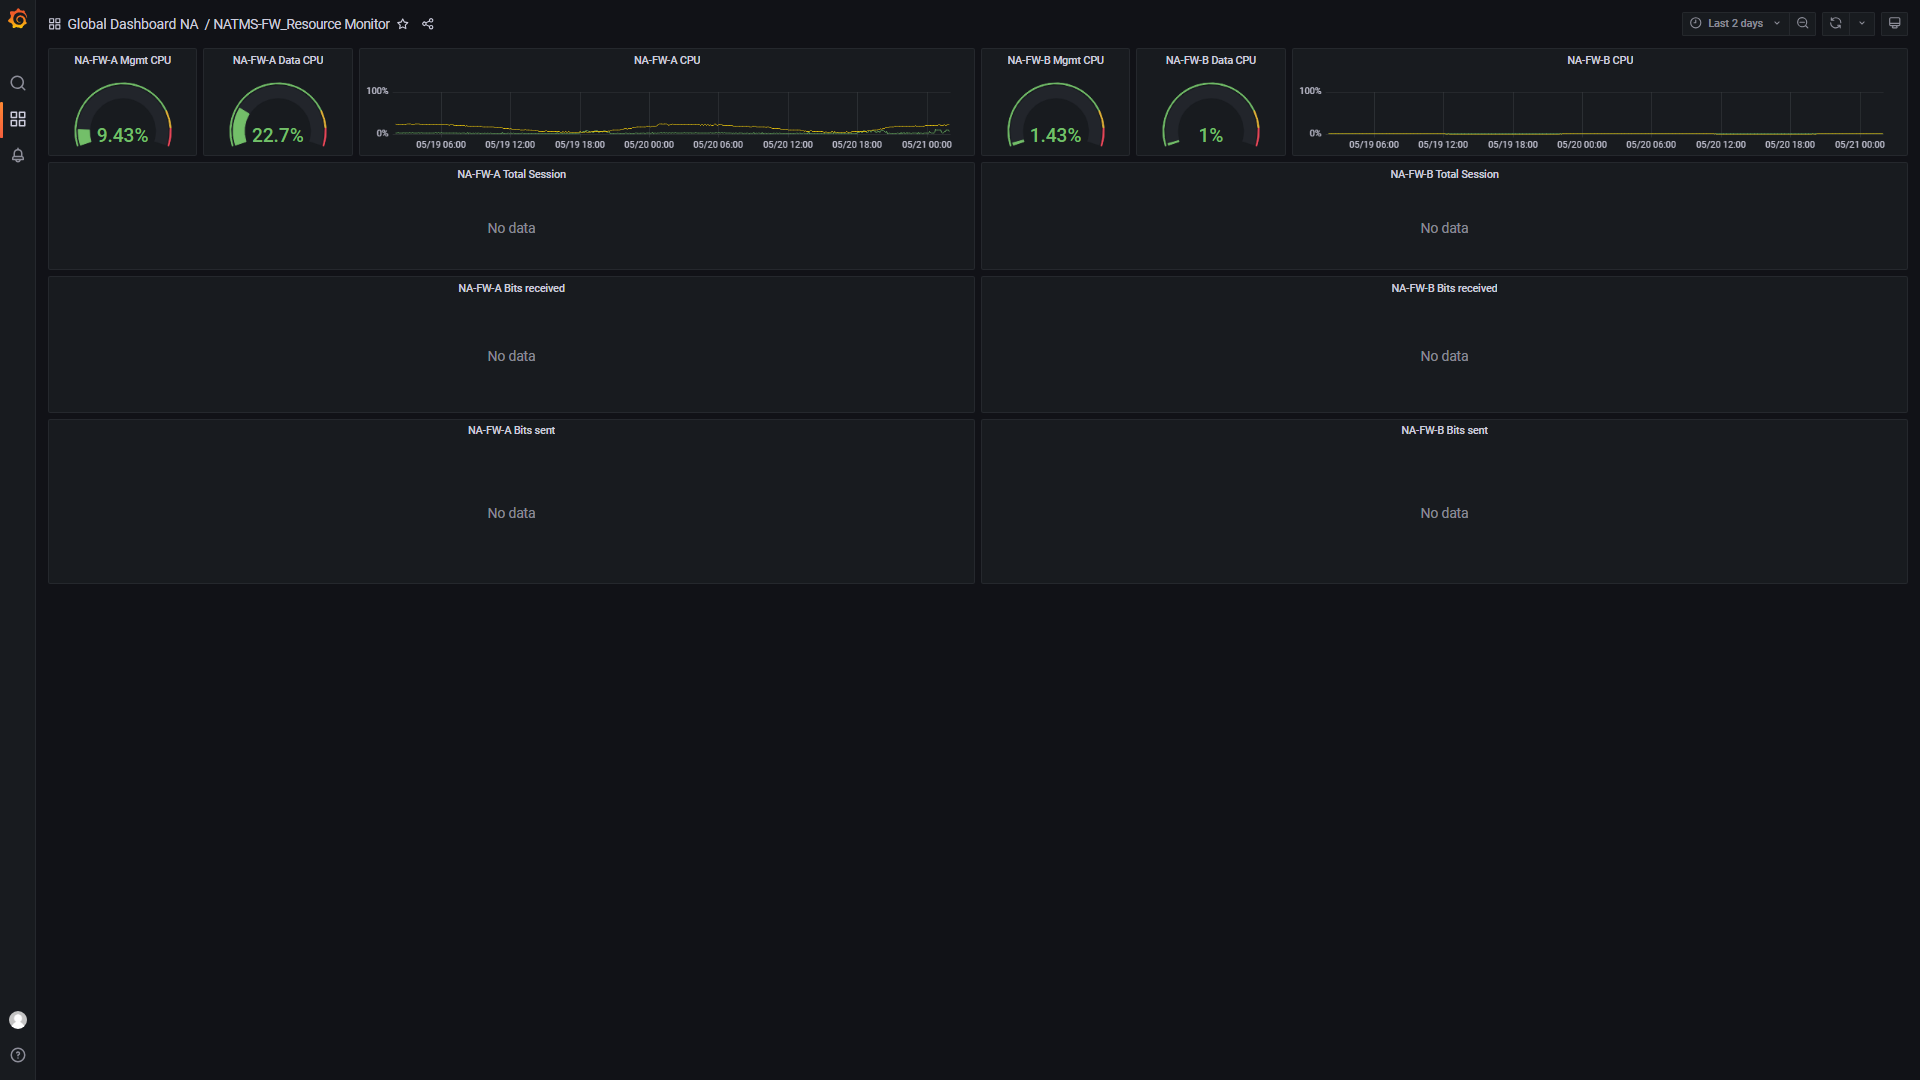 Global Dashboard NA / NATMS-FW_Resource Monitor
Last 2 days
NA-FW-A Mgmt CPU
9.43%
NA-FW-A Data CPU
22.7%
NA-FW-A CPU
100%
0%
05/19 06:00 05/19 12:00 05/19 18:00 05/20 00:00 05/20 06:00 05/20 12:00 05/20 18:00 05/21 00:00
NA-FW-B Mgmt CPU
1.43%
NA-FW-B Data CPU
1%
NA-FW-B CPU
100%
0%
05/19 06:00 05/19 12:00 05/19 18:00 05/20 00:00 05/20 06:00 05/20 12:00 05/20 18:00 05/21 00:00
NA-FW-A Total Session
No data
NA-FW-B Total Session
No data
NA-FW-A Bits received
No data
NA-FW-B Bits received
No data
NA-FW-A Bits sent
No data
NA-FW-B Bits sent
No data